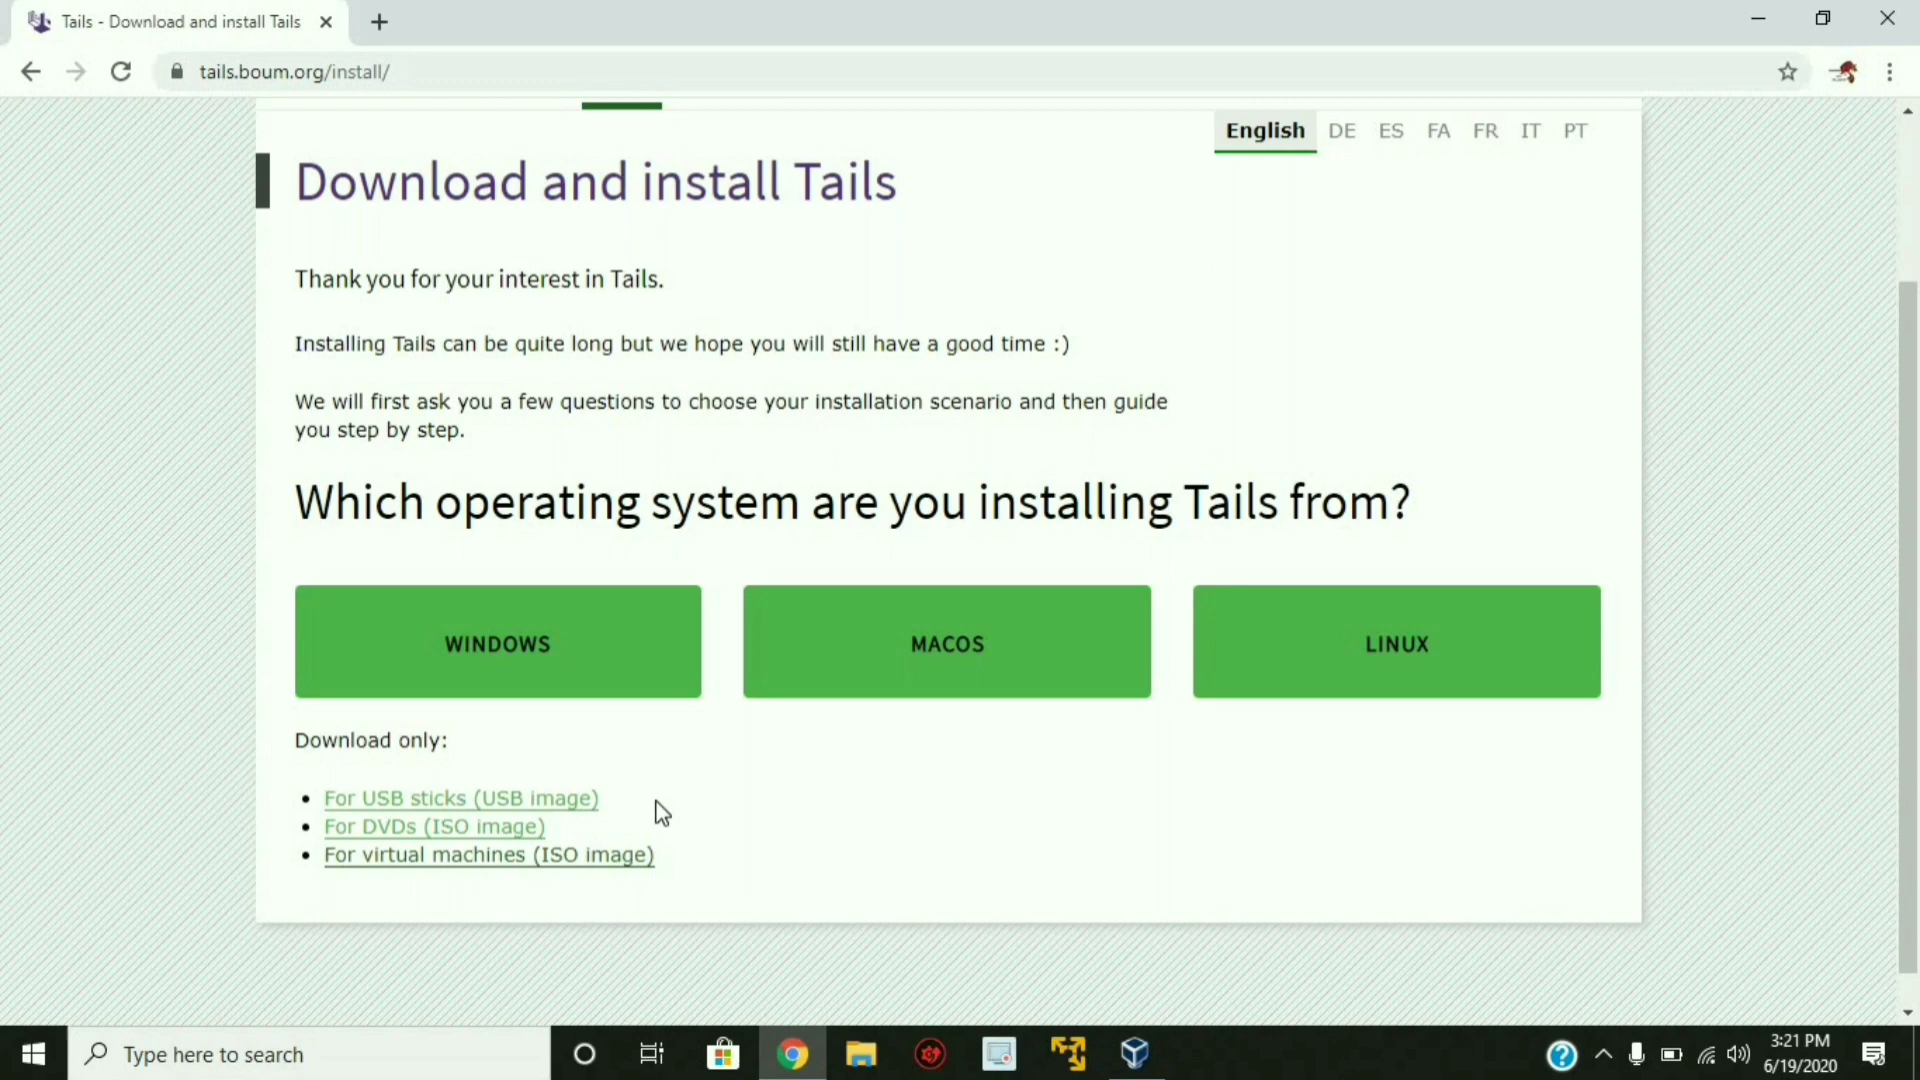 Tails - Download and install Tails
tails.boum.org/install/
English DE ES FA FR IT PT
Download and install Tails
Thank you for your interest in Tails.
Installing Tails can be quite long but we hope you will still have a good time :)
We will first ask you a few questions to choose your installation scenario and then guide
you step by step.
Which operating system are you installing Tails from?
WINDOWS MACOS LINUX
Download only:
• For USB sticks (USB image)
• For DVDs (ISO image)
• For virtual machines (ISO image)
Type here to search
3:21 PM
6/19/2020